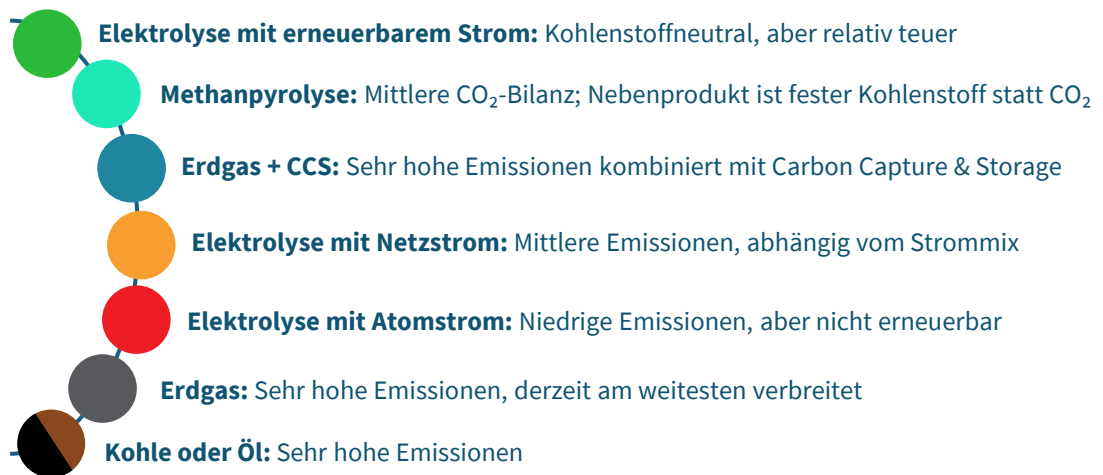 Elektrolyse mit erneuerbarem Strom: Kohlenstoffneutral, aber relativ teuer
Methanpyrolyse: Mittlere CO₂-Bilanz; Nebenprodukt ist fester Kohlenstoff statt CO₂
Erdgas + CCS: Sehr hohe Emissionen kombiniert mit Carbon Capture & Storage
Elektrolyse mit Netzstrom: Mittlere Emissionen, abhängig vom Strommix
Elektrolyse mit Atomstrom: Niedrige Emissionen, aber nicht erneuerbar
Erdgas: Sehr hohe Emissionen, derzeit am weitesten verbreitet
Kohle oder Öl: Sehr hohe Emissionen